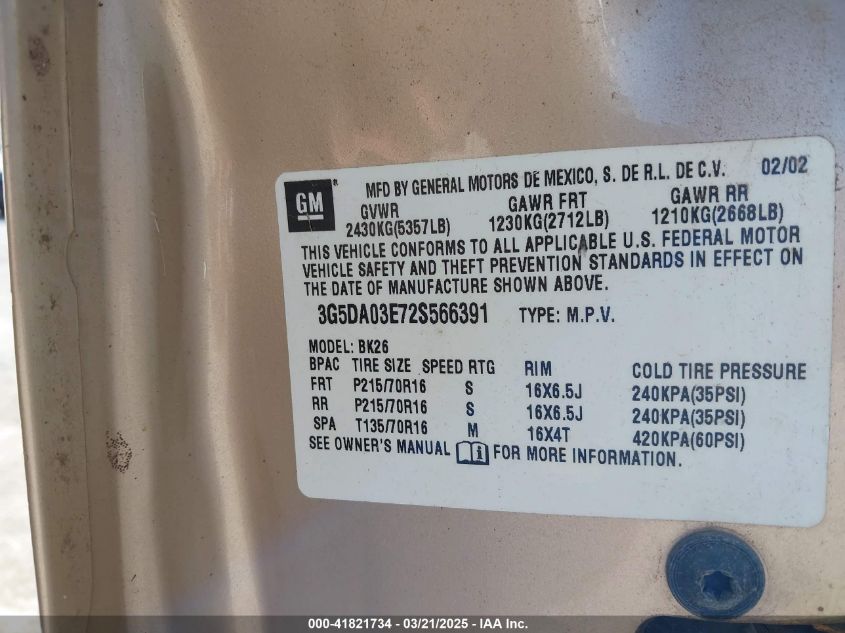 GM®
MFD BY GENERAL MOTORS DE MEXICO, S. DE R.L. DE C.V. 02/02
GVWR GAWR FRT GAWR RR
2430KG(5357LB) 1230KG(2712LB) 1210KG(2668LB)
THIS VEHICLE CONFORMS TO ALL APPLICABLE U.S. FEDERAL MOTOR
VEHICLE SAFETY AND THEFT PREVENTION STANDARDS IN EFFECT ON
THE DATE OF MANUFACTURE SHOWN ABOVE.
3G5DA03E72S566391 TYPE: M.P.V.
MODEL: BK26
BPAC TIRE SIZE SPEED RTG RIM COLD TIRE PRESSURE
FRT P215/70R16 S 16X6.5J 240KPA(35PSI)
RR P215/70R16 S 16X6.5J 240KPA(35PSI)
SPA T135/70R16 M 16X4T 420KPA(60PSI)
SEE OWNER'S MANUAL FOR MORE INFORMATION.
000-41821734 - 03/21/2025 - IAA Inc.